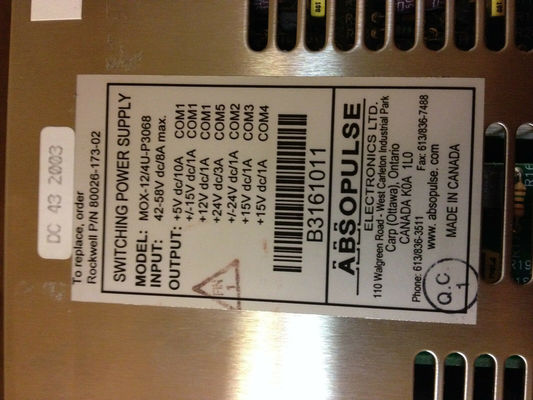 DC 43 2003
To replace, order
Rockwell P/N 80026-173-02
SWITCHING POWER SUPPLY
MODEL: MOX-12/4U-P3068
INPUT: 42-58V dc/8A max.
OUTPUT: +5V dc/10A COM1
+/-15V dc/1A COM1
+12V dc/1A COM1
+24V dc/3A COM5
+/-24V dc/1A COM2
+15V dc/1A COM3
+15V dc/1A COM4
B3161011
ABSOPULSE
ELECTRONICS LTD.
110 Walgreen Road - West Carleton Industrial Park
Carp (Ottawa), Ontario
CANADA K0A 1L0
Phone: 613/836-3511 Fax: 613/836-7488
www. absopulse.com
MADE IN CANADA
Q.C.
1